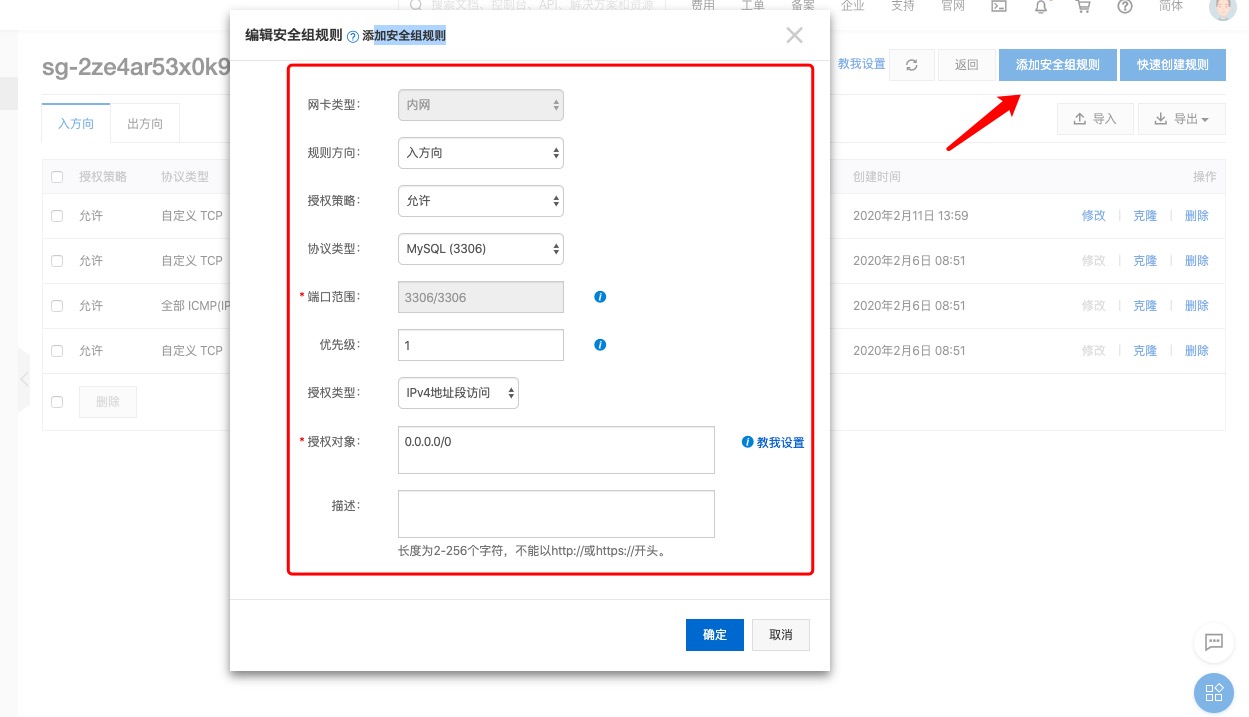 搜索文档、控制台、API、解决方案和资源
费用 工单 备案 企业 支持 官网 简体
编辑安全组规则 ? 添加安全组规则
sg-2ze4ar53x0k9
教我设置 返回 添加安全组规则 快速创建规则
入方向 出方向
导入 导出
授权策略 协议类型 创建时间 操作
允许 自定义 TCP 2020年2月11日 13:59 修改 | 克隆 | 删除
允许 自定义 TCP 2020年2月6日 08:51 修改 | 克隆 | 删除
允许 全部 ICMP(IP 2020年2月6日 08:51 修改 | 克隆 | 删除
允许 自定义 TCP 2020年2月6日 08:51 修改 | 克隆 | 删除
删除
网卡类型： 内网
规则方向： 入方向
授权策略： 允许
协议类型： MySQL (3306)
* 端口范围： 3306/3306
优先级： 1
授权类型： IPv4地址段访问
* 授权对象： 0.0.0.0/0 教我设置
描述：
长度为2-256个字符，不能以http://或https://开头。
确定 取消